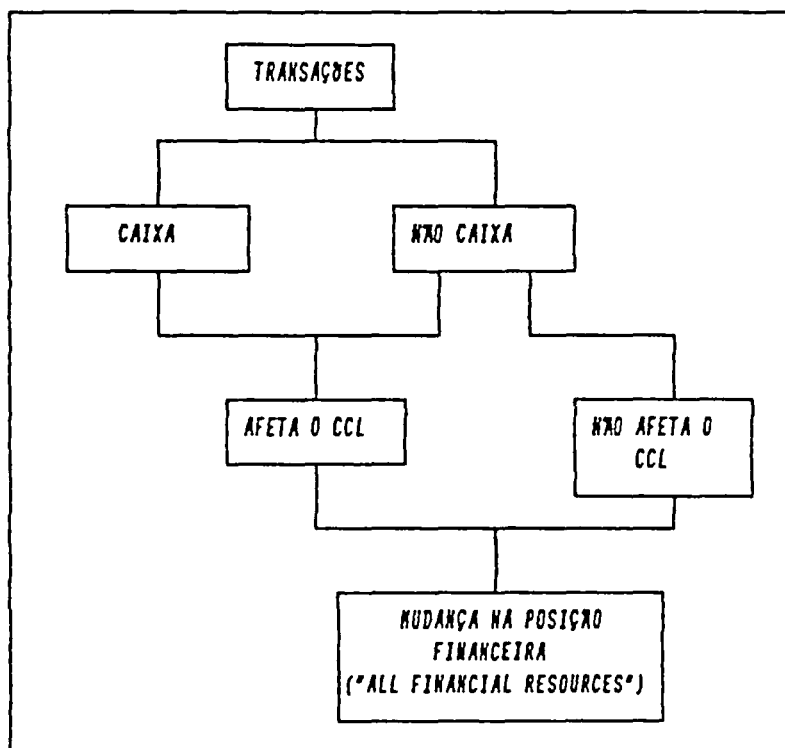 TRANSAÇÕES
CAIXA
NÃO CAIXA
AFETA O CCL
NÃO AFETA O
CCL
MUDANÇA NA POSIÇÃO
FINANCEIRA
("ALL FINANCIAL RESOURCES")